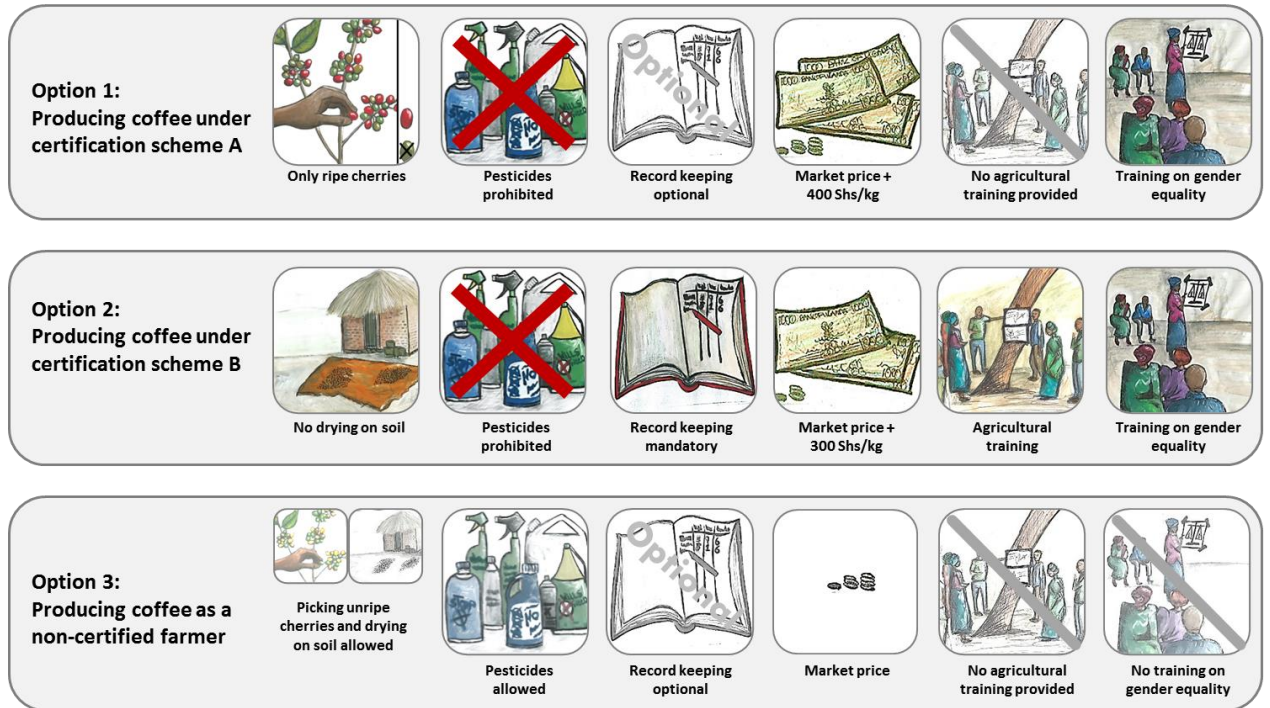 Option 1:
Producing coffee under
certification scheme A
Only ripe cherries
Pesticides
prohibited
Optional
Record keeping
optional
Market price +
400 Shs/kg
No agricultural
training provided
Training on gender
equality
Option 2:
Producing coffee under
certification scheme B
No drying on soil
Pesticides
prohibited
Record keeping
mandatory
Market price +
300 Shs/kg
Agricultural
training
Training on gender
equality
Option 3:
Producing coffee as a
non-certified farmer
Picking unripe
cherries and drying
on soil allowed
Pesticides
allowed
Optional
Record keeping
optional
Market price
No agricultural
training provided
No training on
gender equality